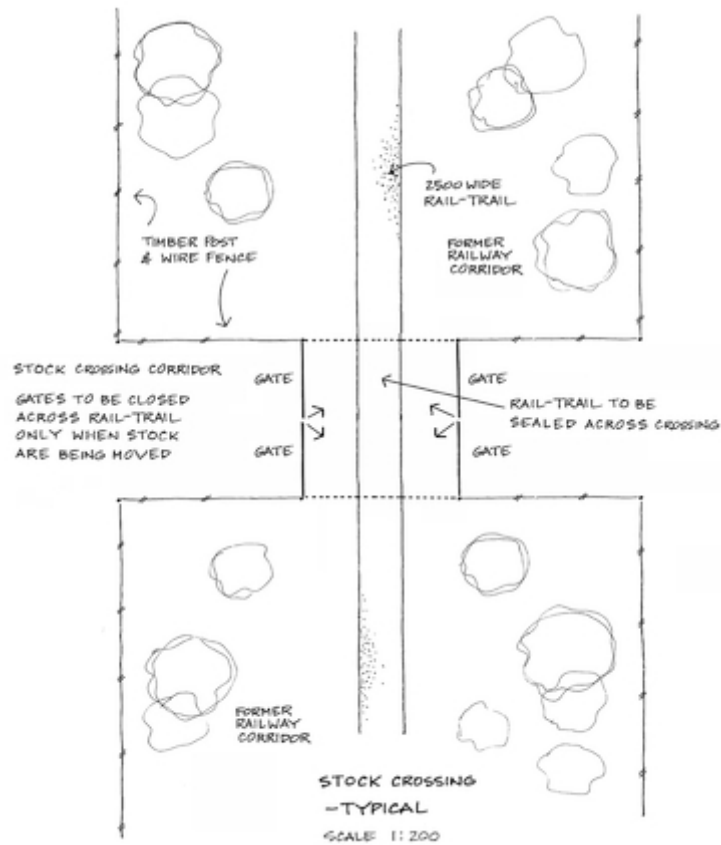 2500 WIDE
RAIL-TRAIL
TIMBER POST
& WIRE FENCE
FORMER
RAILWAY
CORRIDOR
STOCK CROSSING CORRIDOR
GATES TO BE CLOSED
ACROSS RAIL-TRAIL
ONLY WHEN STOCK
ARE BEING MOVED
GATE
GATE
GATE
GATE
RAIL-TRAIL TO BE
SEALED ACROSS CROSSING
FORMER
RAILWAY
CORRIDOR
STOCK CROSSING
-TYPICAL
SCALE 1:200